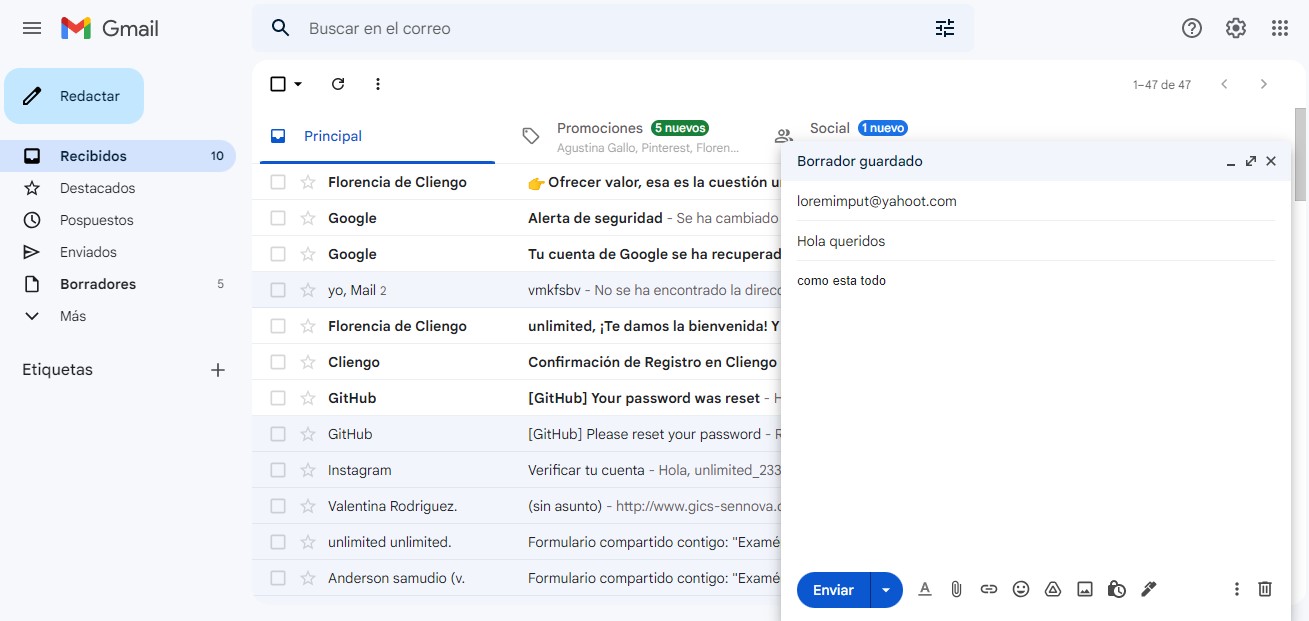 Gmail
Buscar en el correo
Redactar
1–47 de 47
Recibidos 10
Destacados
Pospuestos
Enviados
Borradores 5
Más
Etiquetas
Principal
Promociones 5 nuevos
Agustina Gallo, Pinterest, Floren...
Social 1 nuevo
Florencia de Cliengo 👉 Ofrecer valor, esa es la cuestión
Google Alerta de seguridad - Se ha cambiado
Google Tu cuenta de Google se ha
yo, Mail 2 vmkfsbv - No se ha encontrado la
Florencia de Cliengo unlimited, ¡Te damos la bienvenida! Y
Cliengo Confirmación de Registro en Cliengo
GitHub [GitHub] Your password was reset -
GitHub [GitHub] Please reset your password -
Instagram Verificar tu cuenta - Hola, unlimited_233
Valentina Rodriguez. (sin asunto) - http://www.gics-sennova.
unlimited unlimited. Formulario compartido contigo: "Examé
Anderson samudio (v. Formulario compartido contigo: "Examé
Borrador guardado
loremimput@yahoot.com
Hola queridos
como esta todo
Enviar